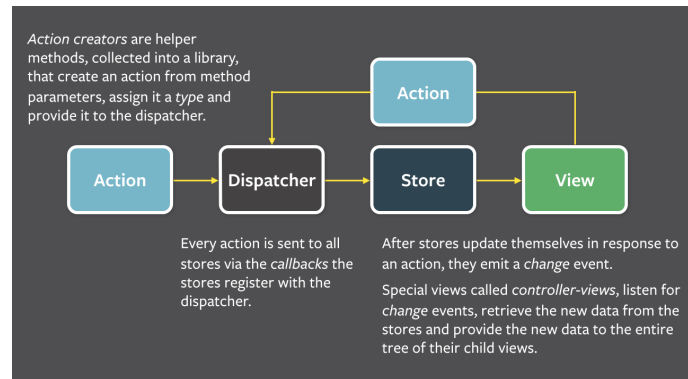 Action creators are helper
methods, collected into a library,
that create an action from method
parameters, assign it a type and
provide it to the dispatcher.
Action
Action
Dispatcher
Store
View
Every action is sent to all
stores via the callbacks the
stores register with the
dispatcher.
After stores update themselves in response to
an action, they emit a change event.
Special views called controller-views, listen for
change events, retrieve the new data from the
stores and provide the new data to the entire
tree of their child views.